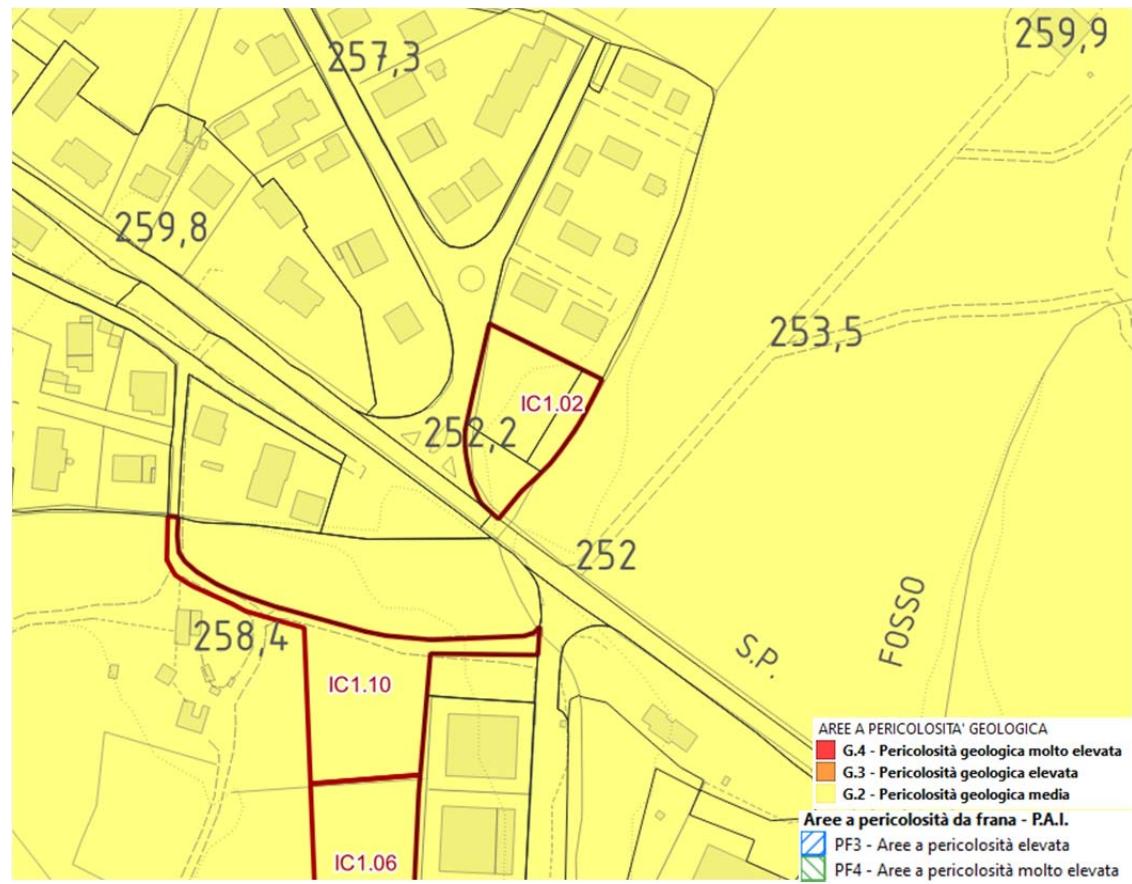 259,9
257,3
259,8
253,5
IC1.02
252,2
252
FOSSO
258,4
S.P.
IC1.10
IC1.06
AREE A PERICOLOSITA' GEOLOGICA
G.4 - Pericolosità geologica molto elevata
G.3 - Pericolosità geologica elevata
G.2 - Pericolosità geologica media
Aree a pericolosità da frana - P.A.I.
PF3 - Aree a pericolosità elevata
PF4 - Aree a pericolosità molto elevata